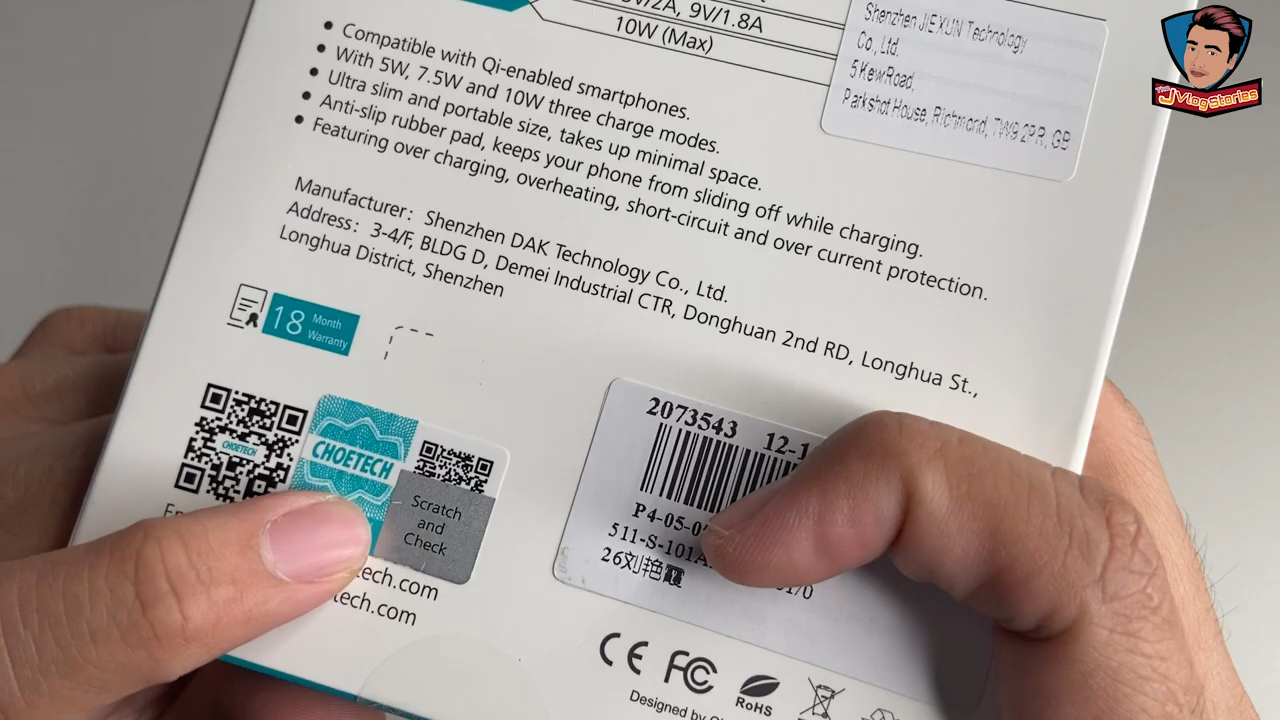 9V/1.8A
10W (Max)
Shenzhen JIEXUN Technology
Co., Ltd.
5 Kew Road,
Parkshot House, Richmond, TW9 2PR, GB
The
J Vlog Stories
• Compatible with Qi-enabled smartphones.
• With 5W, 7.5W and 10W three charge modes.
• Ultra slim and portable size, takes up minimal space.
• Anti-slip rubber pad, keeps your phone from sliding off while charging.
• Featuring over charging, overheating, short-circuit and over current protection.
Manufacturer: Shenzhen DAK Technology Co., Ltd.
Address: 3-4/F, BLDG D, Demei Industrial CTR, Donghuan 2nd RD, Longhua St.,
Longhua District, Shenzhen
18 Month
Warranty
CHOETECH
CHOETECH
Scratch
and
Check
tech.com
tech.com
2073543 12-1
P4-05-0
511-S-101A
26刘艳霞
CE FC RoHS
Designed by